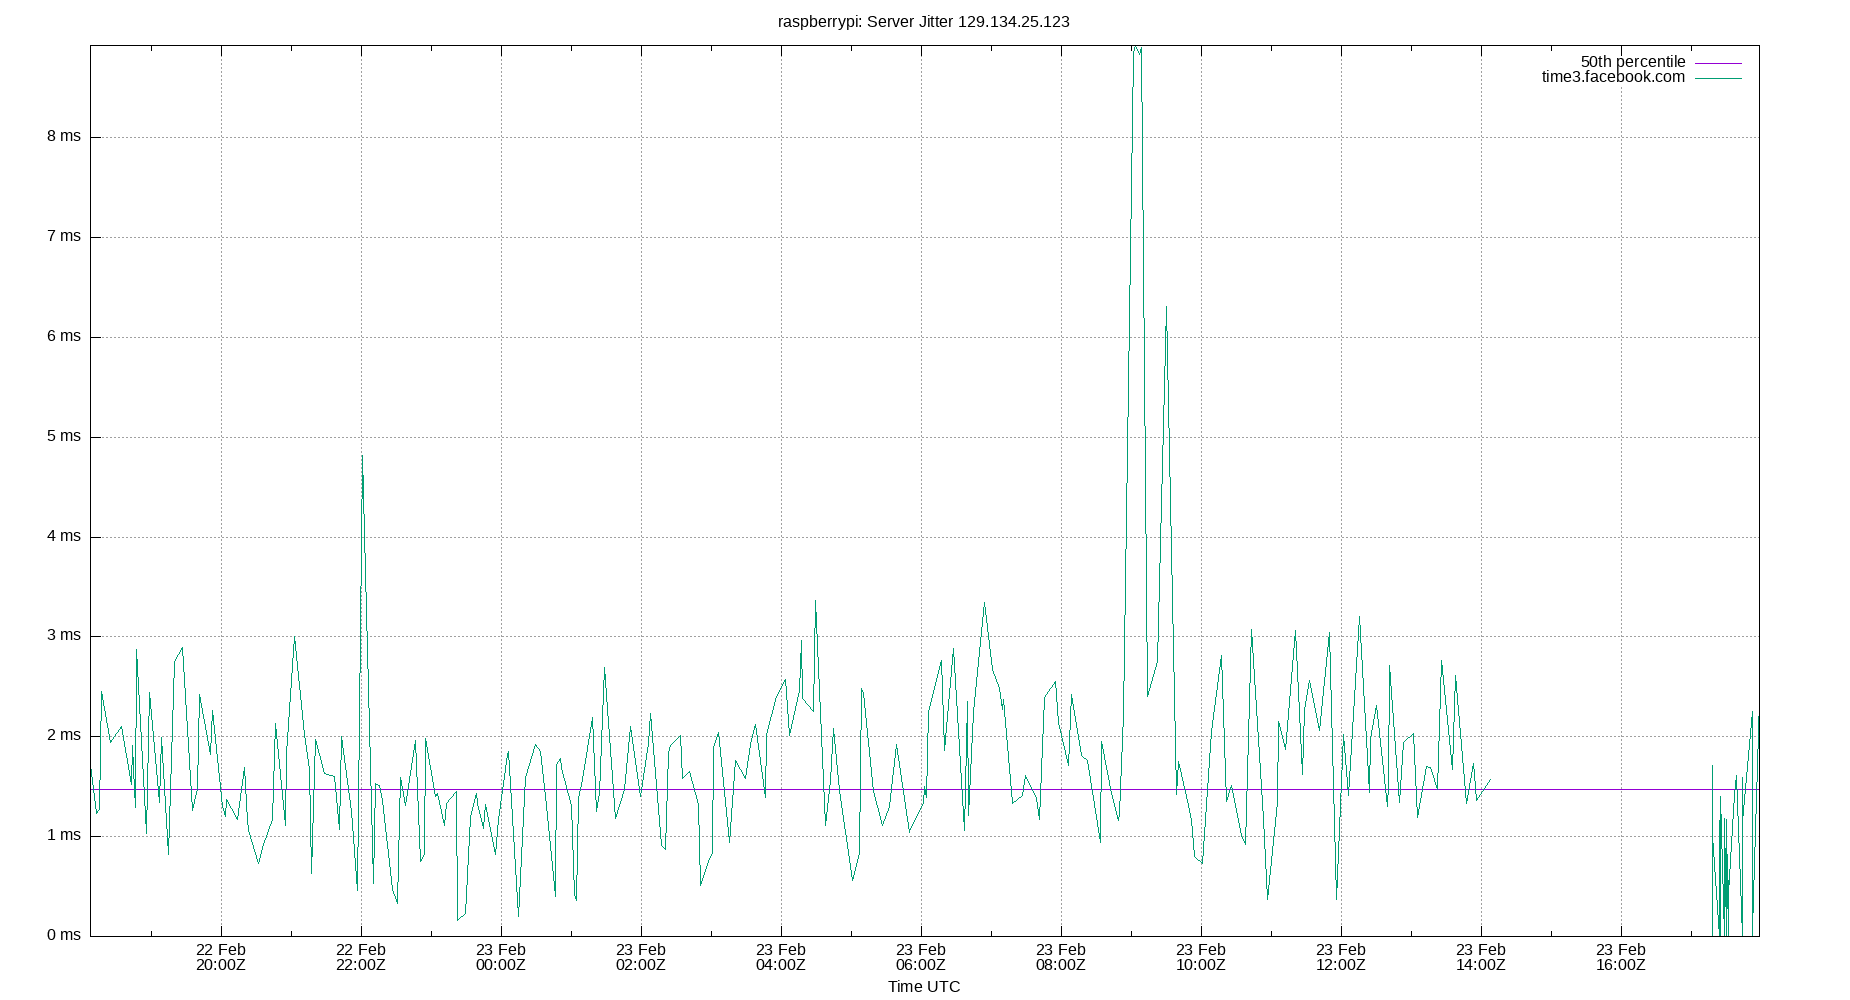 raspberrypi: Server Jitter 129.134.25.123
50th percentile
time3.facebook.com
8 ms
7 ms
6 ms
5 ms
4 ms
3 ms
2 ms
1 ms
0 ms
22 Feb 22 Feb 23 Feb 23 Feb 23 Feb 23 Feb 23 Feb 23 Feb 23 Feb 23 Feb 23 Feb
20:00Z 22:00Z 00:00Z 02:00Z 04:00Z 06:00Z 08:00Z 10:00Z 12:00Z 14:00Z 16:00Z
Time UTC